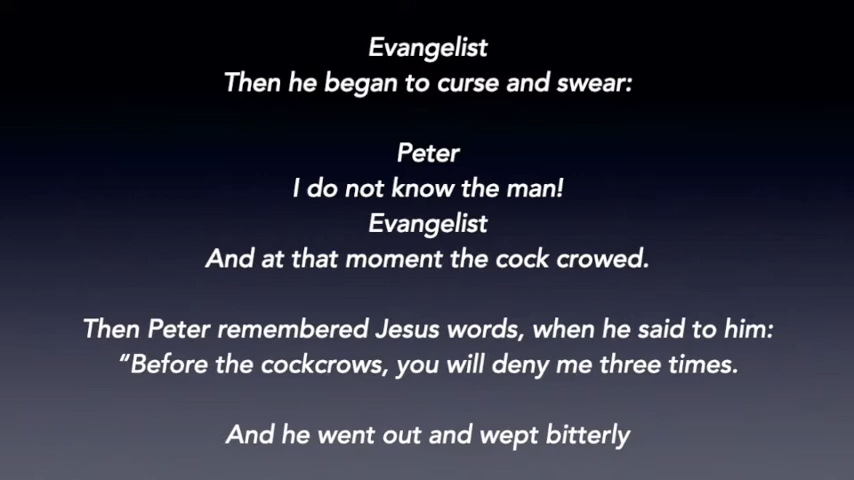 Evangelist
Then he began to curse and swear:
Peter
I do not know the man!
Evangelist
And at that moment the cock crowed.
Then Peter remembered Jesus words, when he said to him:
“Before the cockcrows, you will deny me three times.
And he went out and wept bitterly